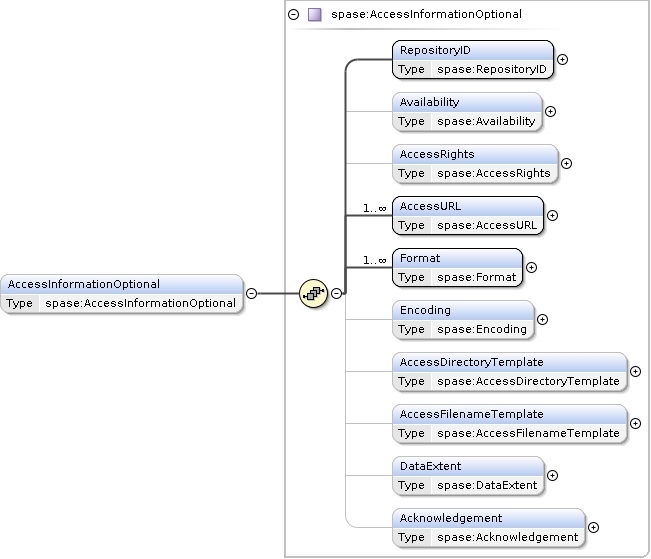 spase:AccessInformationOptional
RepositoryID
Type spase:RepositoryID
Availability
Type spase:Availability
AccessRights
Type spase:AccessRights
1..∞
AccessURL
Type spase:AccessURL
1..∞
Format
Type spase:Format
AccessInformationOptional
Type spase:AccessInformationOptional
Encoding
Type spase:Encoding
AccessDirectoryTemplate
Type spase:AccessDirectoryTemplate
AccessFilenameTemplate
Type spase:AccessFilenameTemplate
DataExtent
Type spase:DataExtent
Acknowledgement
Type spase:Acknowledgement